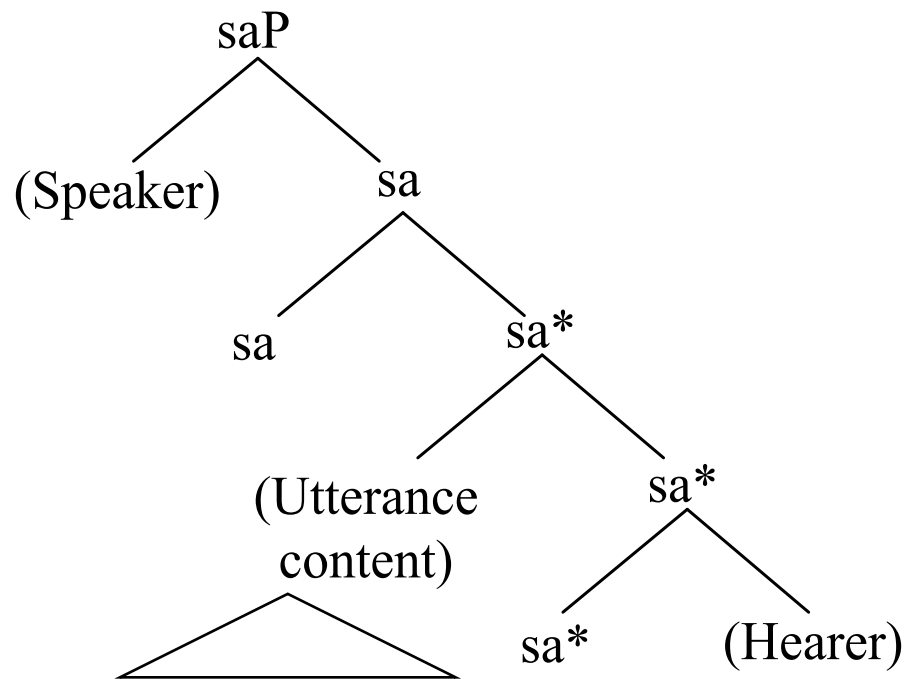 saP
(Speaker)
sa
sa
sa*
(Utterance
content)
sa*
sa*
(Hearer)